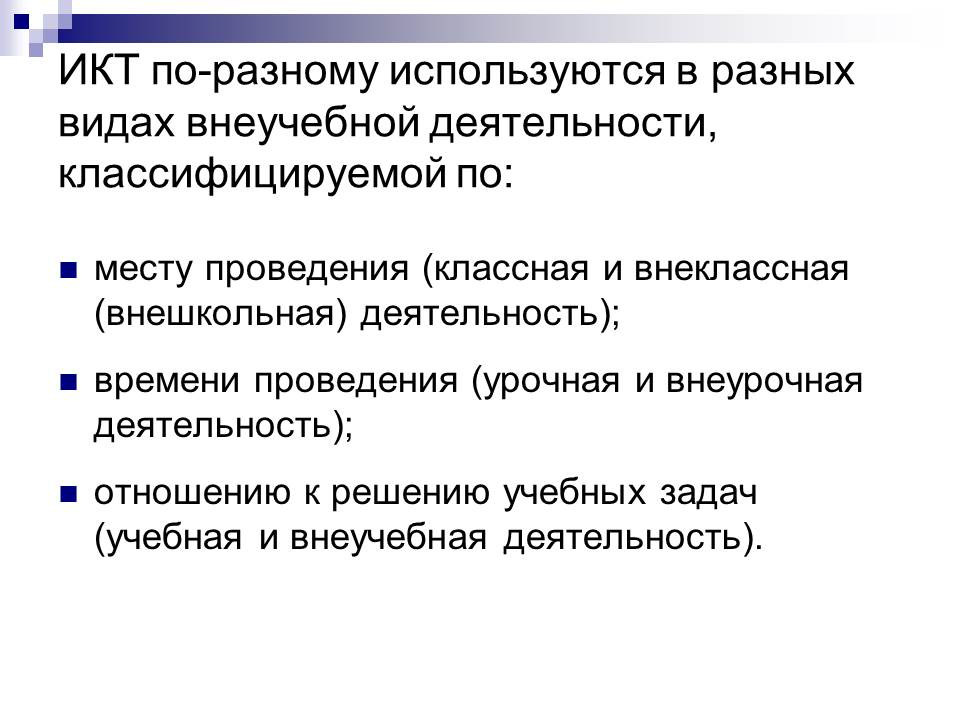 ИКТ по-разному используются в разных
видах внеучебной деятельности,
классифицируемой по:
месту проведения (классная и внеклассная
(внешкольная) деятельность);
времени проведения (урочная и внеурочная
деятельность);
отношению к решению учебных задач
(учебная и внеучебная деятельность).